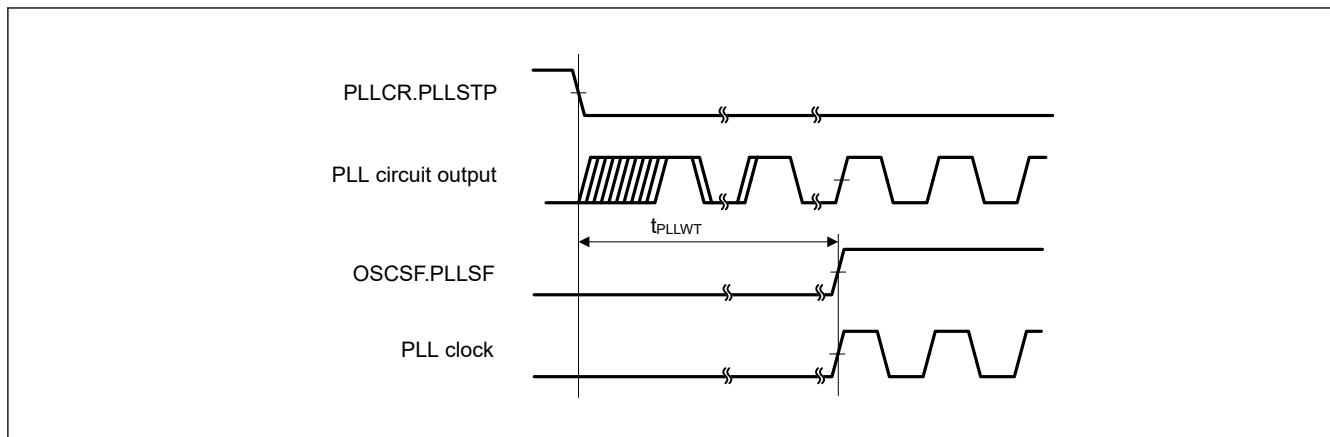 PLLCR.PLLSTP
PLL circuit output
tPLLWT
OSCSF.PLLSF
PLL clock